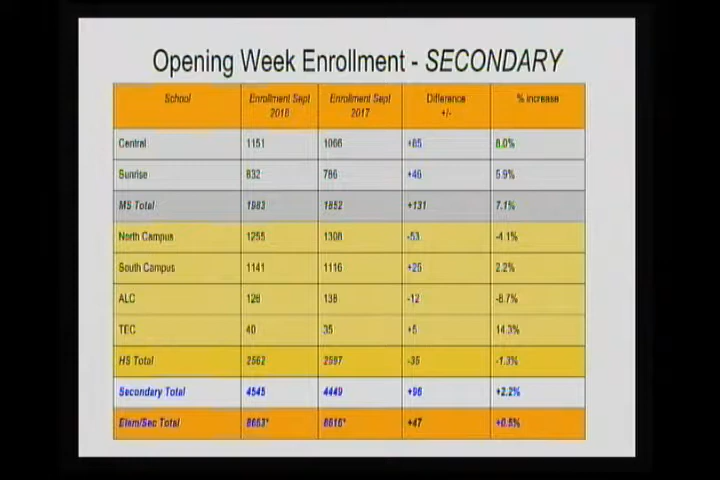 Opening Week Enrollment - SECONDARY
School Enrollment Sept 2018 Enrollment Sept 2017 Difference +/- % increase
Central 1151 1066 +85 8.0%
Sunrise 832 786 +46 5.9%
MS Total 1983 1852 +131 7.1%
North Campus 1255 1308 -53 -4.1%
South Campus 1141 1116 +25 2.2%
ALC 126 138 -12 -8.7%
TEC 40 35 +5 14.3%
HS Total 2562 2597 -35 -1.3%
Secondary Total 4545 4449 +96 +2.2%
Elem/Sec Total 8663* 8616* +47 +0.5%